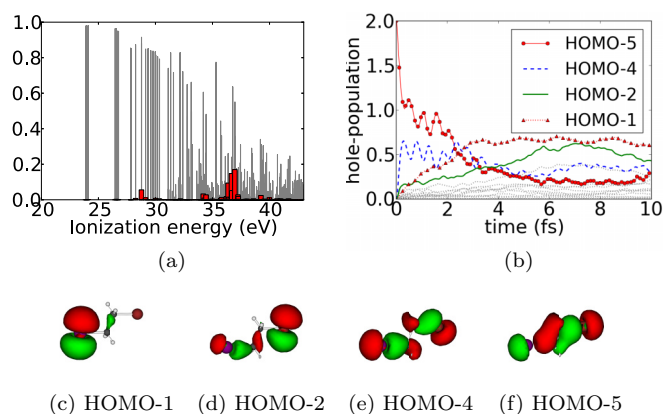 1.0
0.8
0.6
0.4
0.2
0.0
20 25 30 35 40
Ionization energy (eV)
(a)
2.0
1.5
1.0
0.5
0.0
hole-population
HOMO-5
HOMO-4
HOMO-2
HOMO-1
0 2 4 6 8 10
time (fs)
(b)
(c) HOMO-1 (d) HOMO-2 (e) HOMO-4 (f) HOMO-5